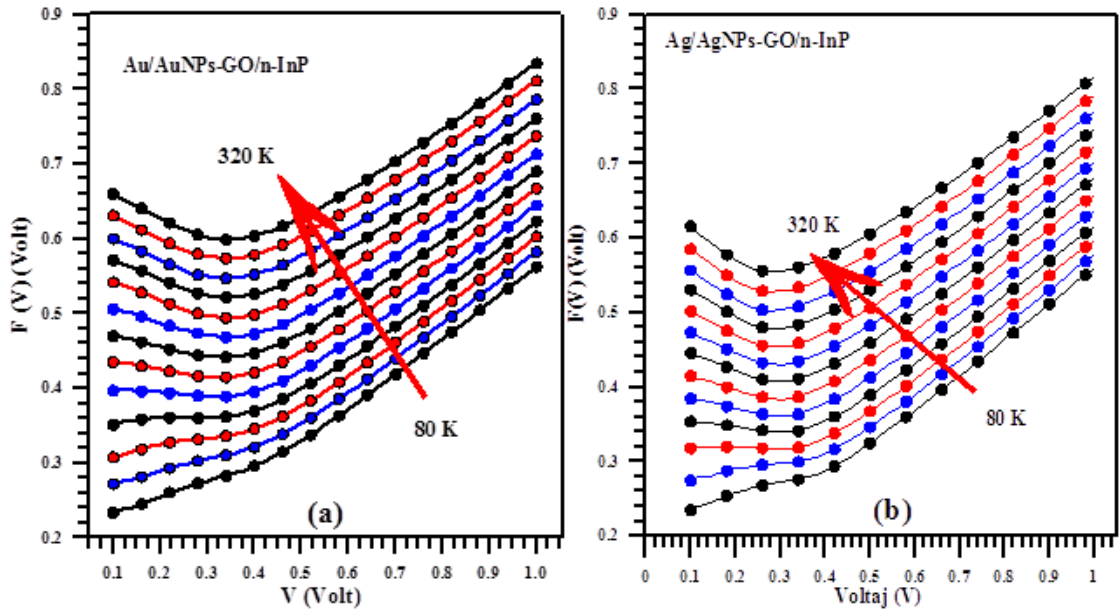 0.9
0.8
0.7
0.6
0.5
0.4
0.3
0.2
F (V) (Volt)
Au/AuNPs-GO/n-InP
320 K
80 K
(a)
0.1 0.2 0.3 0.4 0.5 0.6 0.7 0.8 0.9 1.0
V (Volt)
0.9
0.8
0.7
0.6
0.5
0.4
0.3
0.2
F(V) (Volt)
Ag/AgNPs-GO/n-InP
320 K
80 K
(b)
0 0.1 0.2 0.3 0.4 0.5 0.6 0.7 0.8 0.9 1
Voltaj (V)